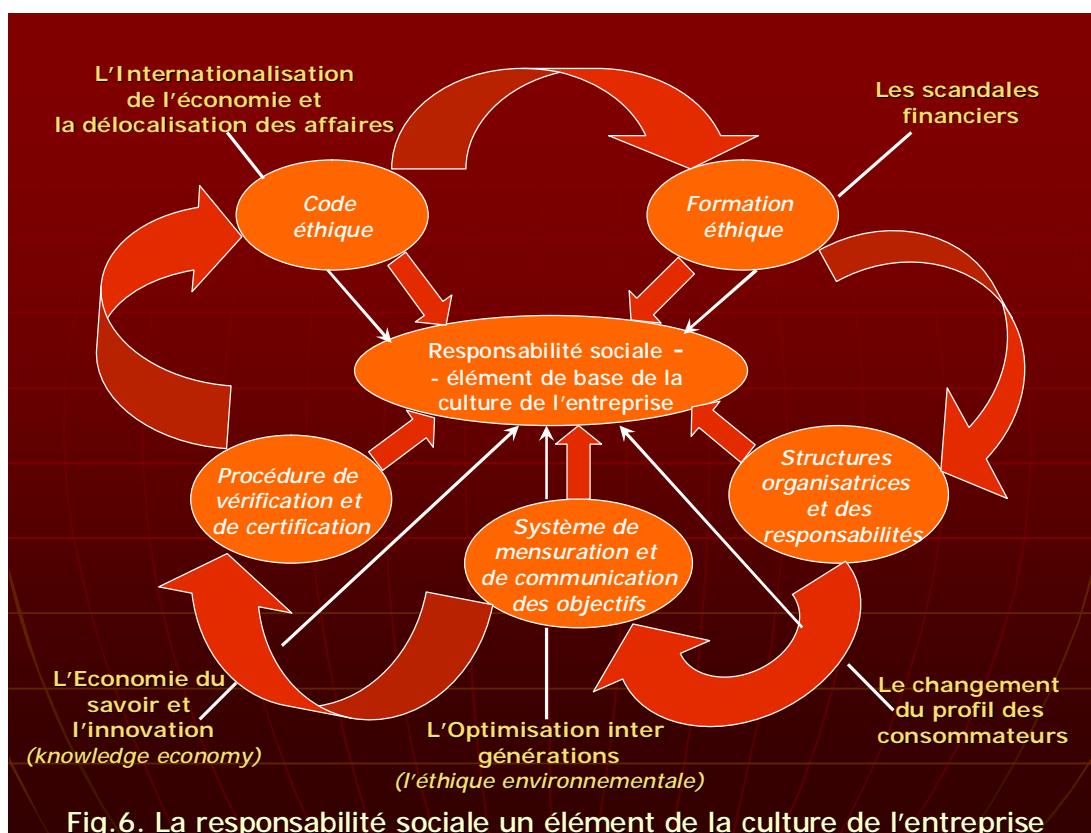 L'Internationalisation
de l'économie et
la délocalisation des affaires
Les scandales
financiers
Code
éthique
Formation
éthique
Responsabilité sociale -
- élément de base de la
culture de l'entreprise
Procédure de
vérification et
de certification
Système de
mensuration et
de communication
des objectifs
Structures
organisatrices
et des
responsabilités
L'Economie du
savoir et
l'innovation
(knowledge economy)
L'Optimisation inter
générations
(l'éthique environnementale)
Le changement
du profil des
consommateurs
Fig.6. La responsabilité sociale un élément de la culture de l'entreprise